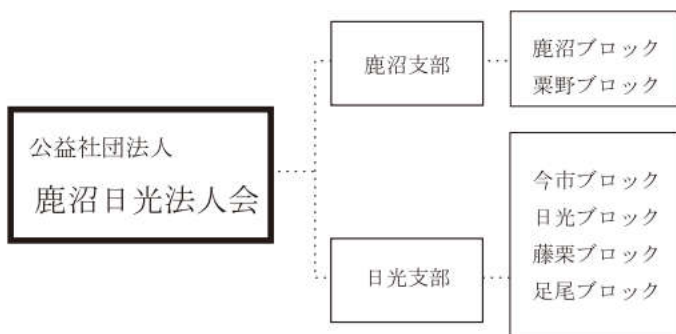 公益社団法人
鹿沼日光法人会
鹿沼支部
鹿沼ブロック
粟野ブロック
日光支部
今市ブロック
日光ブロック
藤栗ブロック
足尾ブロック